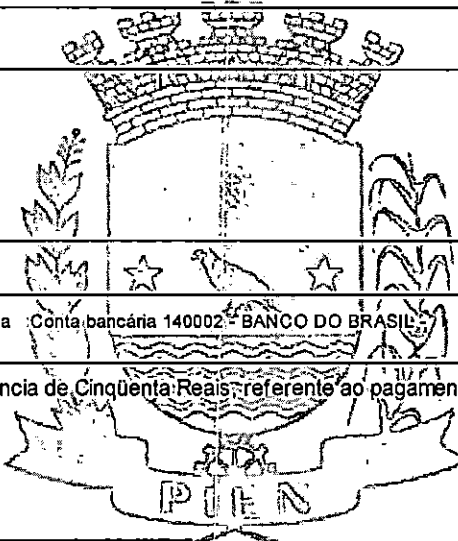 a Conta bancária 140002 - BANCO DO BRASIL -
ncia de Cinqüenta Reais, referente ao pagamen
PIEN